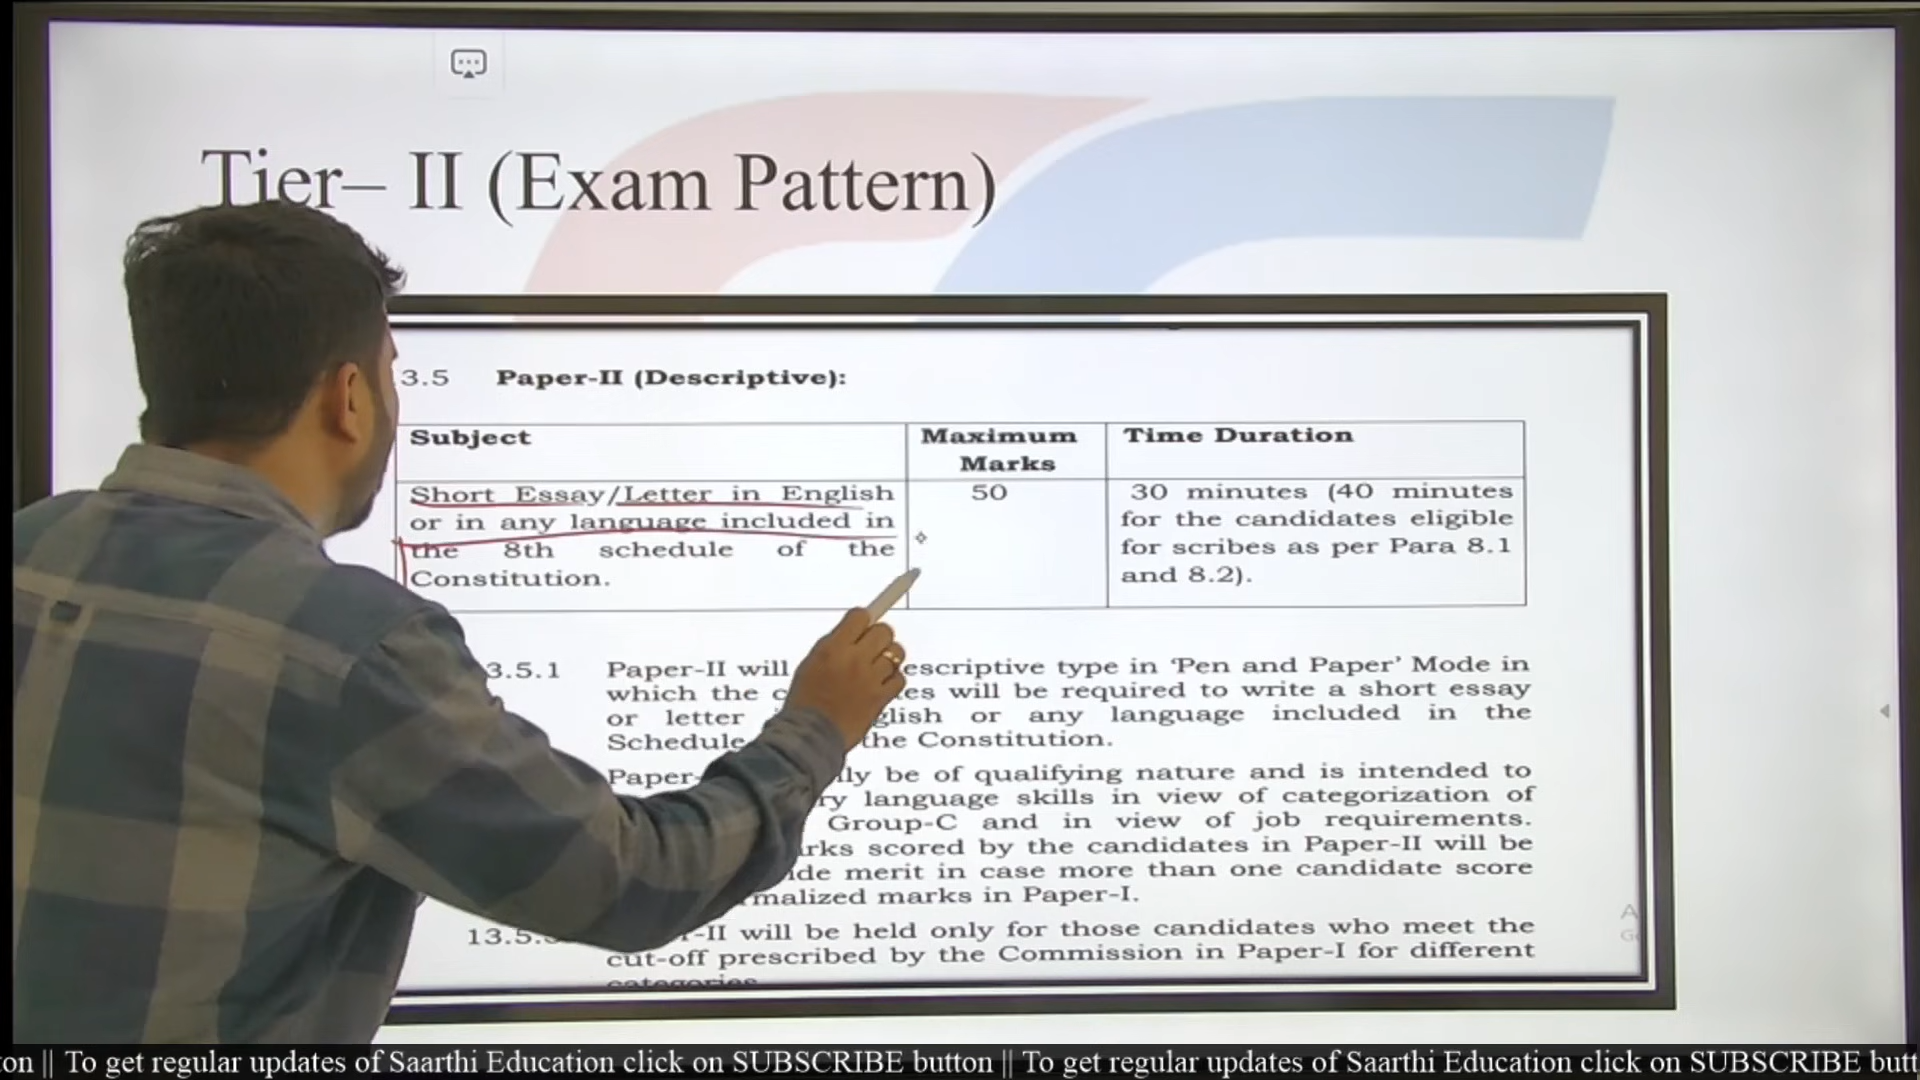 Tier– II (Exam Pattern)
3.5 Paper-II (Descriptive):
Subject
Maximum Marks
Time Duration
Short Essay/Letter in English
or in any language included in
the 8th schedule of the
Constitution.
50
30 minutes (40 minutes
for the candidates eligible
for scribes as per Para 8.1
and 8.2).
3.5.1 Paper-II will escriptive type in ‘Pen and Paper’ Mode in
which the c es will be required to write a short essay
or letter glish or any language included in the
Schedule the Constitution.
Paper- ly be of qualifying nature and is intended to
ry language skills in view of categorization of
Group-C and in view of job requirements.
rks scored by the candidates in Paper-II will be
ide merit in case more than one candidate score
rmalized marks in Paper-I.
13.5. -II will be held only for those candidates who meet the
cut-off prescribed by the Commission in Paper-I for different
categories
on || To get regular updates of Saarthi Education click on SUBSCRIBE button || To get regular updates of Saarthi Education click on SUBSCRIBE butt